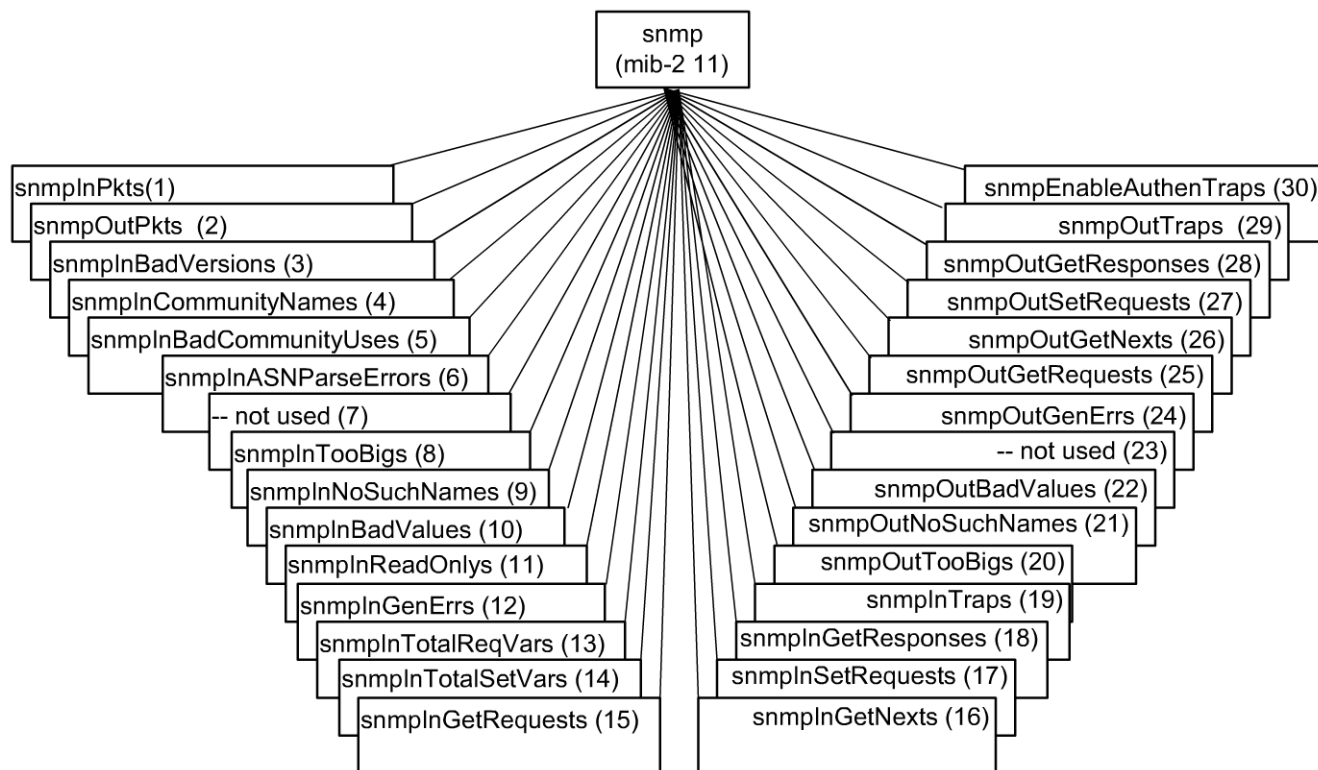 snmp
(mib-2 11)
snmpInPkts(1)
snmpOutPkts (2)
snmpInBadVersions (3)
snmpInCommunityNames (4)
snmpInBadCommunityUses (5)
snmpInASNParseErrors (6)
-- not used (7)
snmpInTooBigs (8)
snmpInNoSuchNames (9)
snmpInBadValues (10)
snmpInReadOnlys (11)
snmpInGenErrs (12)
snmpInTotalReqVars (13)
snmpInTotalSetVars (14)
snmpInGetRequests (15)
snmpEnableAuthenTraps (30)
snmpOutTraps (29)
snmpOutGetResponses (28)
snmpOutSetRequests (27)
snmpOutGetNexts (26)
snmpOutGetRequests (25)
snmpOutGenErrs (24)
-- not used (23)
snmpOutBadValues (22)
snmpOutNoSuchNames (21)
snmpOutTooBigs (20)
snmpInTraps (19)
snmpInGetResponses (18)
snmpInSetRequests (17)
snmpInGetNexts (16)